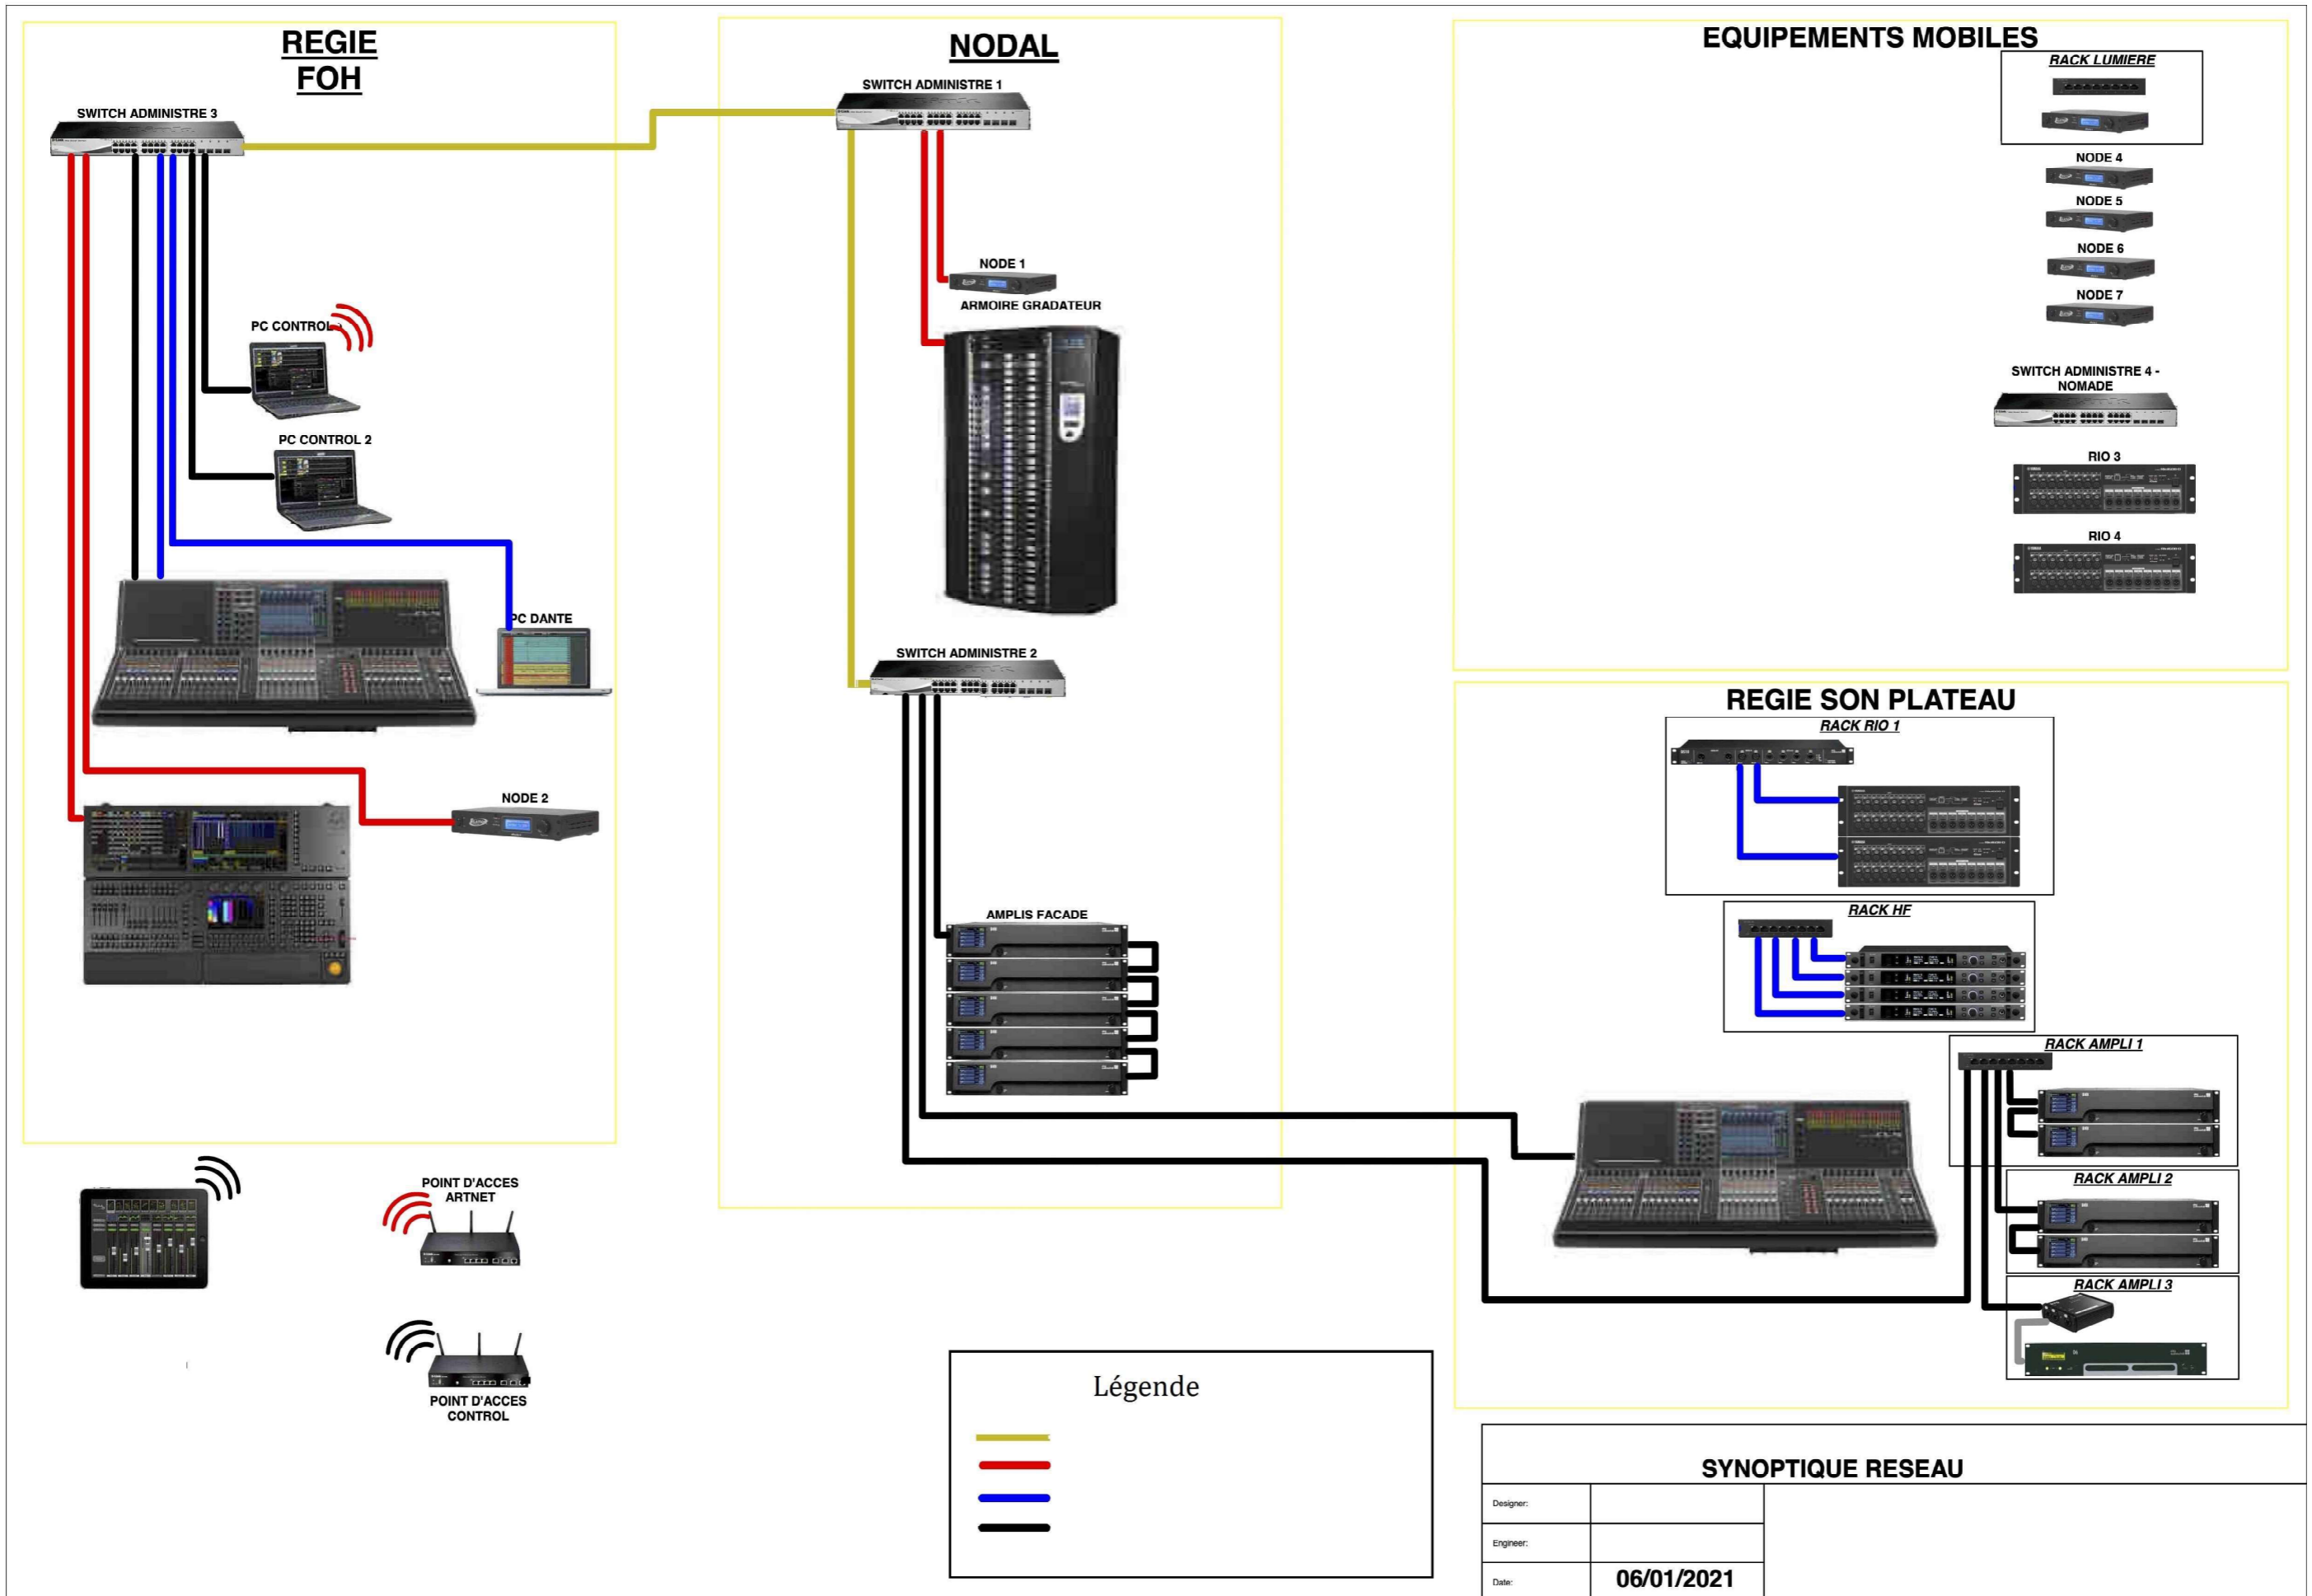 REGIE
FOH
SWITCH ADMINISTRE 3
PC CONTROL
PC CONTROL 2
PC DANTE
NODE 2
POINT D'ACCES
ARTNET
POINT D'ACCES
CONTROL
NODAL
SWITCH ADMINISTRE 1
NODE 1
ARMOIRE GRADATEUR
SWITCH ADMINISTRE 2
AMPLIS FACADE
EQUIPEMENTS MOBILES
RACK LUMIERE
NODE 4
NODE 5
NODE 6
NODE 7
SWITCH ADMINISTRE 4 -
NOMADE
RIO 3
RIO 4
REGIE SON PLATEAU
RACK RIO 1
RACK HF
RACK AMPLI 1
RACK AMPLI 2
RACK AMPLI 3
Légende
SYNOPTIQUE RESEAU
Designer:
Engineer:
Date:
06/01/2021